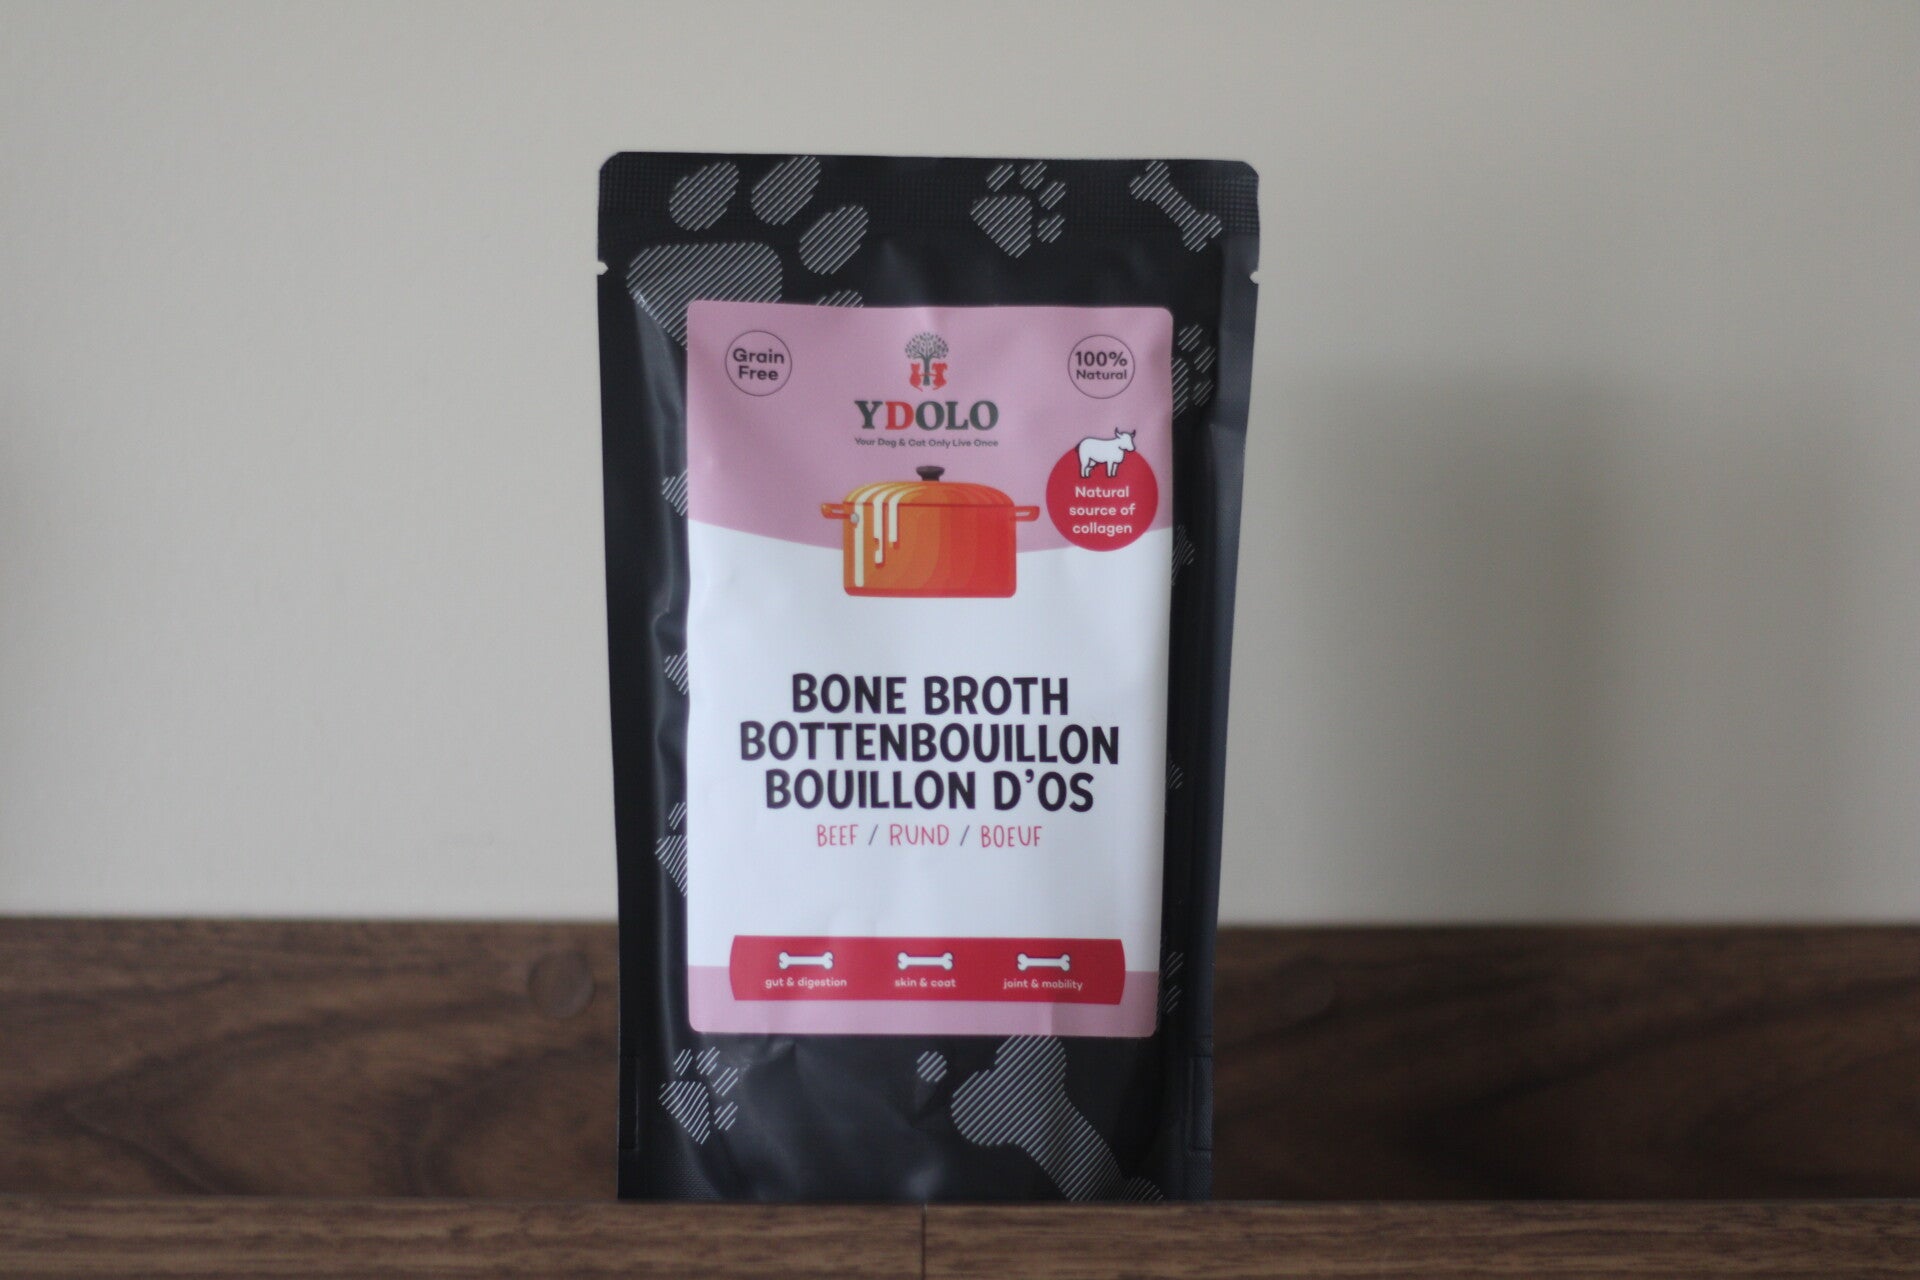 Grain
Free
100%
Natural
YDOLO
Your Dog & Cat Only Live Once
Natural
source of
collagen
BONE BROTH
BOTTENBOUILLON
BOUILLON D'OS
BEEF / RUND / BOEUF
gut & digestion
skin & coat
joint & mobility